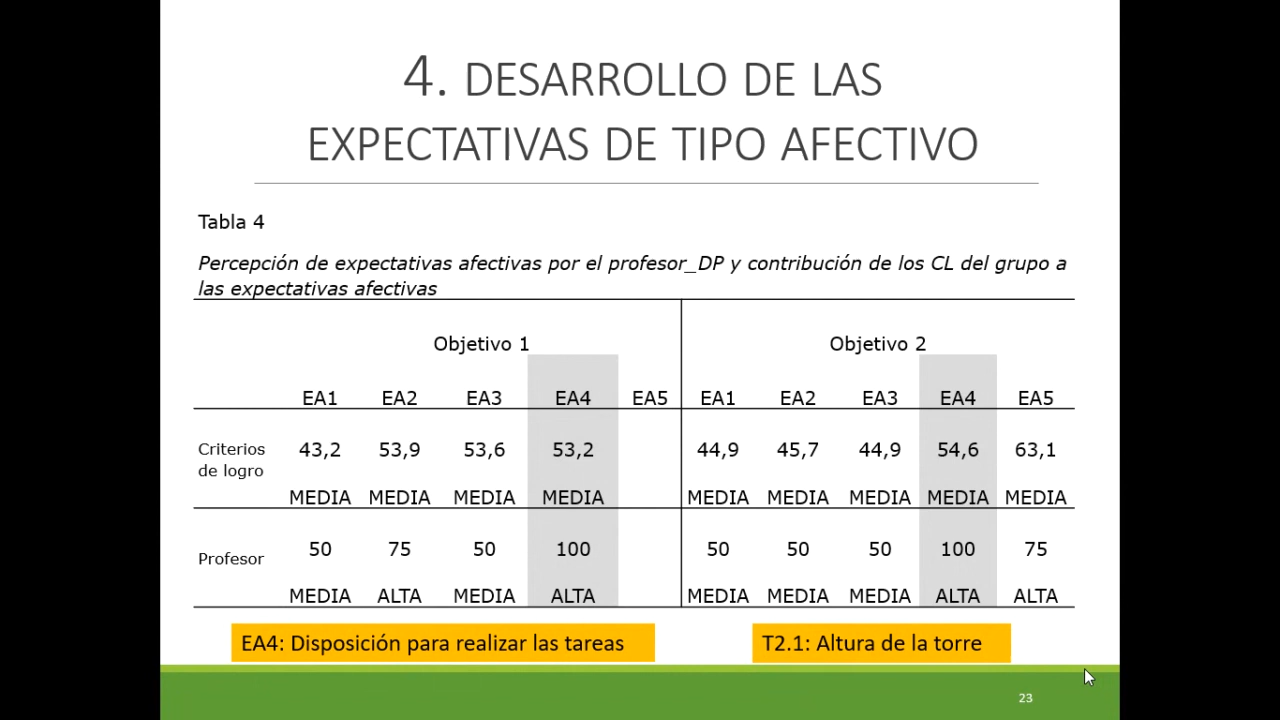 4. DESARROLLO DE LAS
EXPECTATIVAS DE TIPO AFECTIVO
Tabla 4
Percepción de expectativas afectivas por el profesor_DP y contribución de los CL del grupo a
las expectativas afectivas
Objetivo 1 Objetivo 2
EA1 EA2 EA3 EA4 EA5 EA1 EA2 EA3 EA4 EA5
Criterios
de logro
43,2 53,9 53,6 53,2 44,9 45,7 44,9 54,6 63,1
MEDIA MEDIA MEDIA MEDIA MEDIA MEDIA MEDIA MEDIA MEDIA
Profesor
50 75 50 100 50 50 50 100 75
MEDIA ALTA MEDIA ALTA MEDIA MEDIA MEDIA ALTA ALTA
EA4: Disposición para realizar las tareas
T2.1: Altura de la torre
23